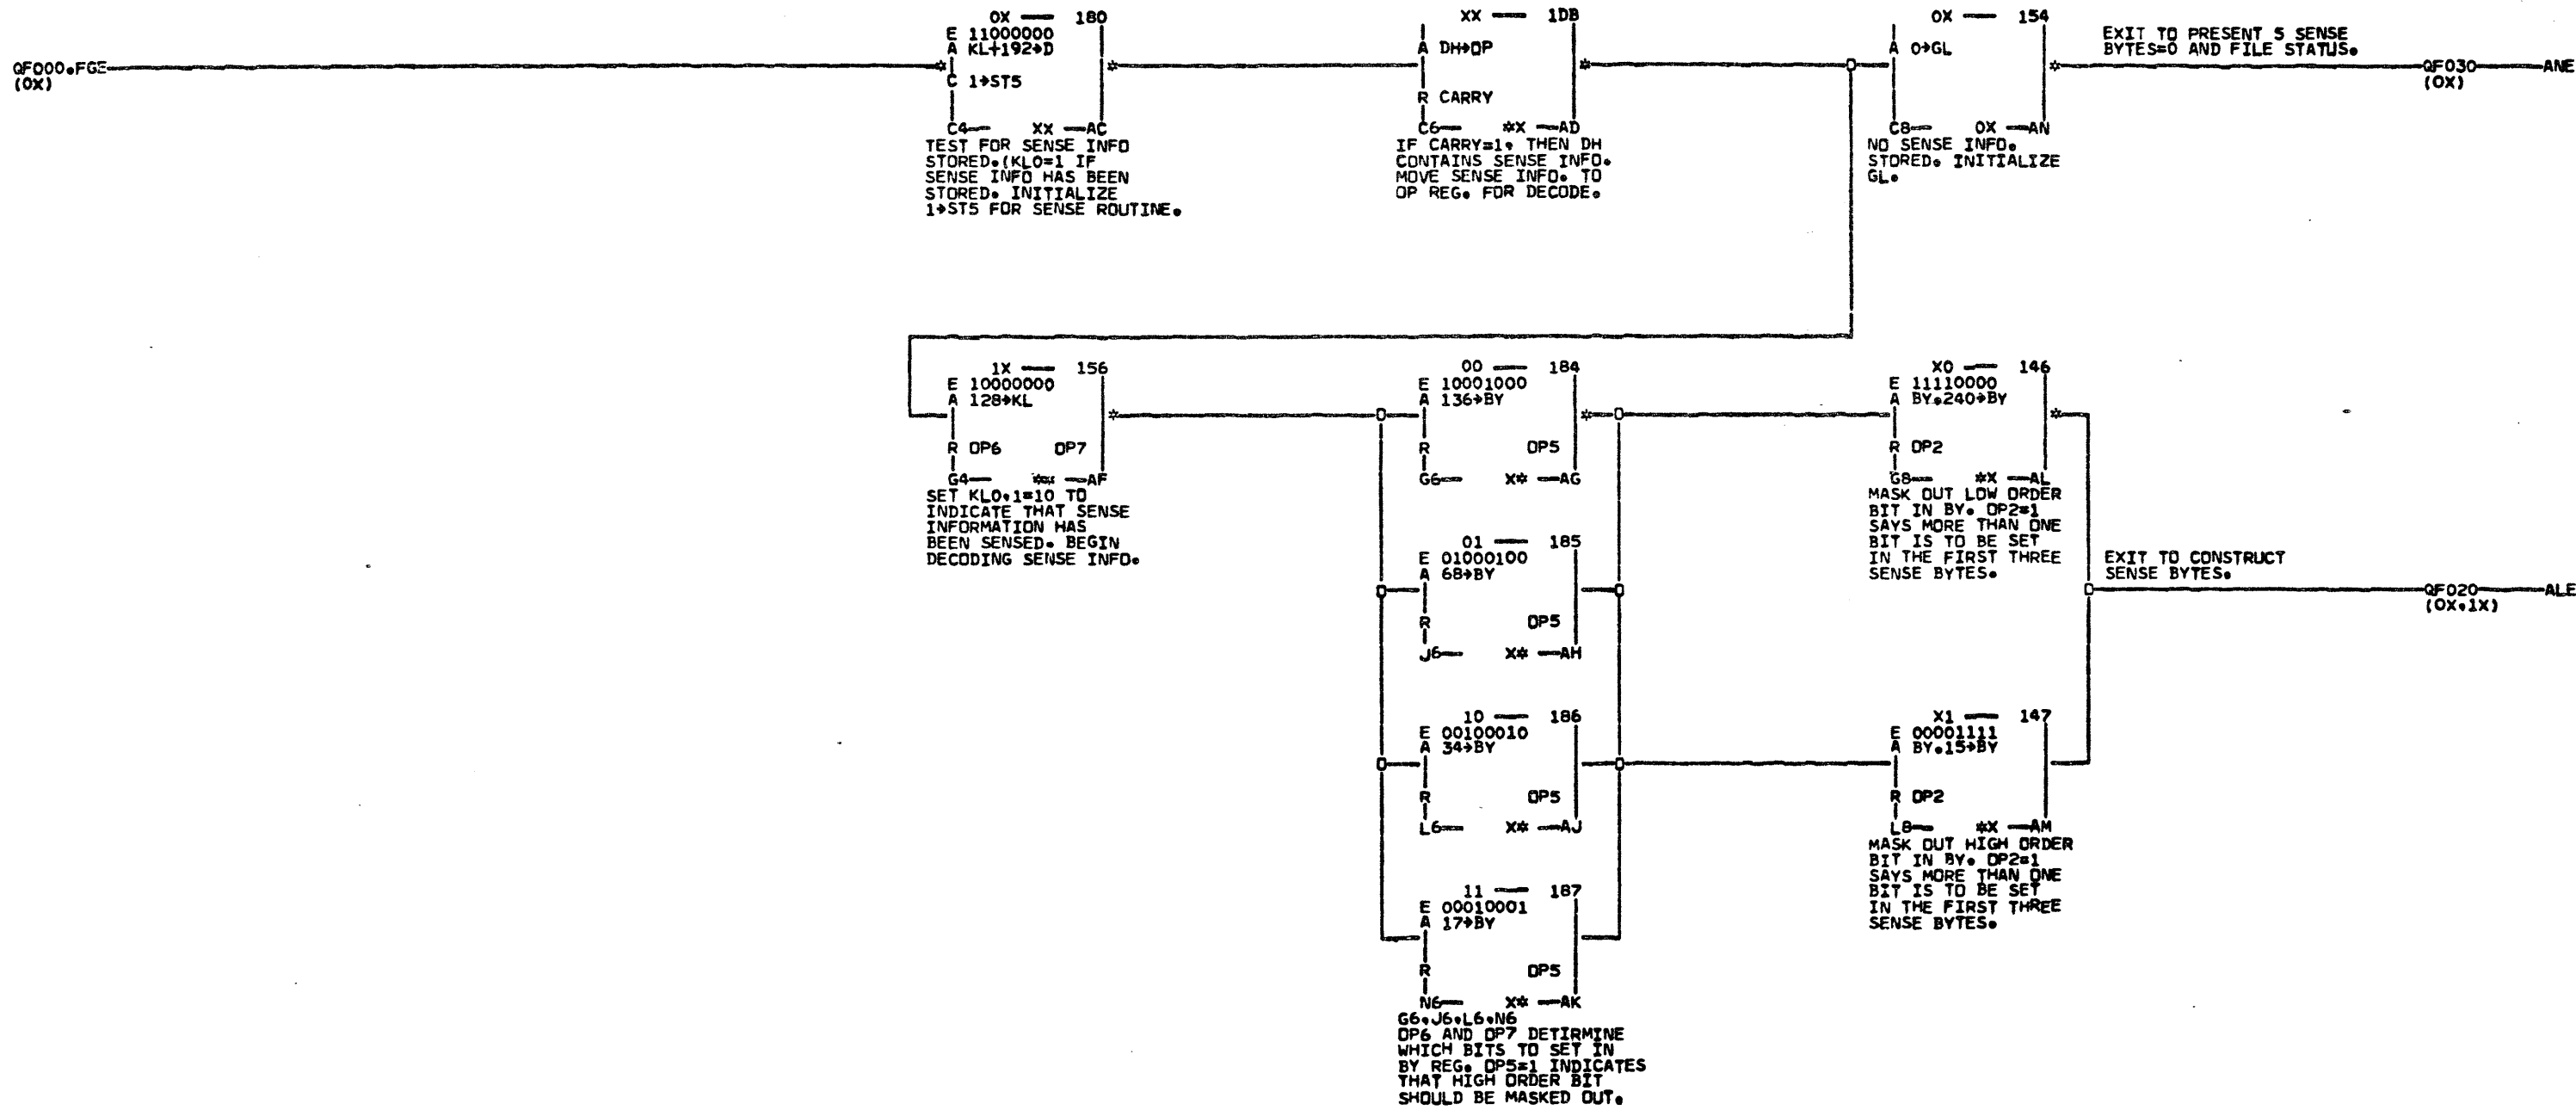 QF000.FGE
(0X)
0X — 180
E 11000000
A KL+192→D
C 1→ST5
C4— XX —AC
TEST FOR SENSE INFO
STORED.(KL0=1 IF
SENSE INFO HAS BEEN
STORED. INITIALIZE
1→ST5 FOR SENSE ROUTINE.
XX — 1DB
A DH→OP
R CARRY
C6— *X —AD
IF CARRY=1, THEN DH
CONTAINS SENSE INFO.
MOVE SENSE INFO. TO
OP REG. FOR DECODE.
0X — 154
A 0→GL
C8— 0X —AN
NO SENSE INFO.
STORED. INITIALIZE
GL.
EXIT TO PRESENT 5 SENSE
BYTES=0 AND FILE STATUS.
QF030—ANE
(0X)
1X — 156
E 10000000
A 128→KL
R OP6 OP7
G4— ** —AF
SET KL0,1=10 TO
INDICATE THAT SENSE
INFORMATION HAS
BEEN SENSED. BEGIN
DECODING SENSE INFO.
00 — 184
E 10001000
A 136→BY
R OP5
G6— X* —AG
01 — 185
E 01000100
A 68→BY
R OP5
J6— X* —AH
10 — 186
E 00100010
A 34→BY
R OP5
L6— X* —AJ
11 — 187
E 00010001
A 17→BY
R OP5
N6— X* —AK
G6,J6,L6,N6
OP6 AND OP7 DETIRMINE
WHICH BITS TO SET IN
BY REG. OP5=1 INDICATES
THAT HIGH ORDER BIT
SHOULD BE MASKED OUT.
X0 — 146
E 11110000
A BY.240→BY
R OP2
G8— *X —AL
MASK OUT LOW ORDER
BIT IN BY. OP2=1
SAYS MORE THAN ONE
BIT IS TO BE SET
IN THE FIRST THREE
SENSE BYTES.
X1 — 147
E 00001111
A BY.15→BY
R OP2
L8— *X —AM
MASK OUT HIGH ORDER
BIT IN BY. OP2=1
SAYS MORE THAN ONE
BIT IS TO BE SET
IN THE FIRST THREE
SENSE BYTES.
EXIT TO CONSTRUCT
SENSE BYTES.
QF020—ALE
(0X,1X)